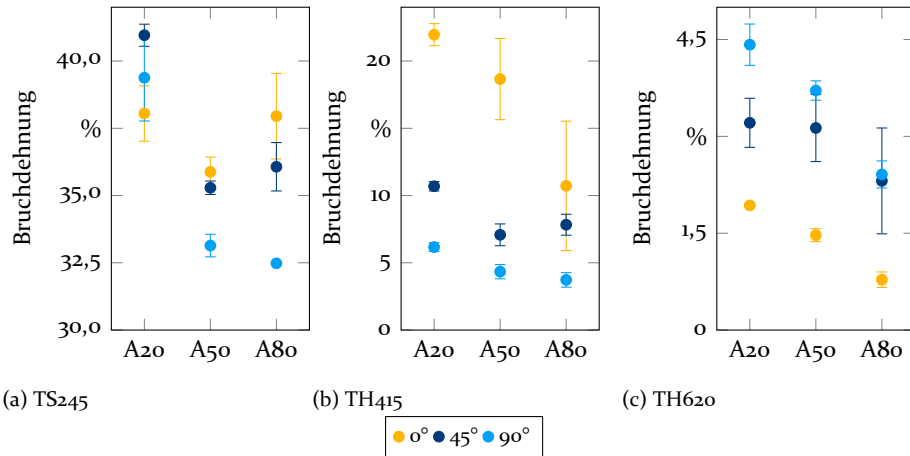 Bruchdehnung
40,0
%
35,0
32,5
30,0
A20 A50 A80
(a) TS245
Bruchdehnung
20
%
10
5
0
A20 A50 A80
(b) TH415
Bruchdehnung
4,5
%
1,5
0
A20 A50 A80
(c) TH620
0° 45° 90°